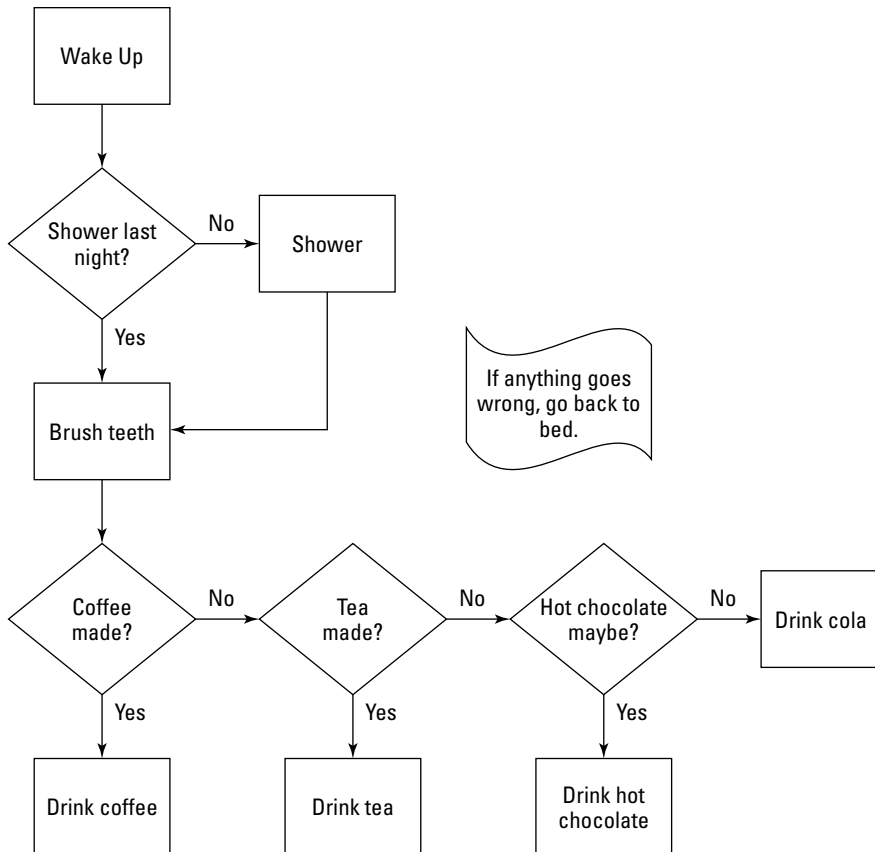 Wake Up
Shower last
night?
No
Shower
Yes
Brush teeth
If anything goes
wrong, go back to
bed.
Coffee
made?
No
Tea
made?
No
Hot chocolate
maybe?
No
Drink cola
Yes
Yes
Yes
Drink coffee
Drink tea
Drink hot
chocolate